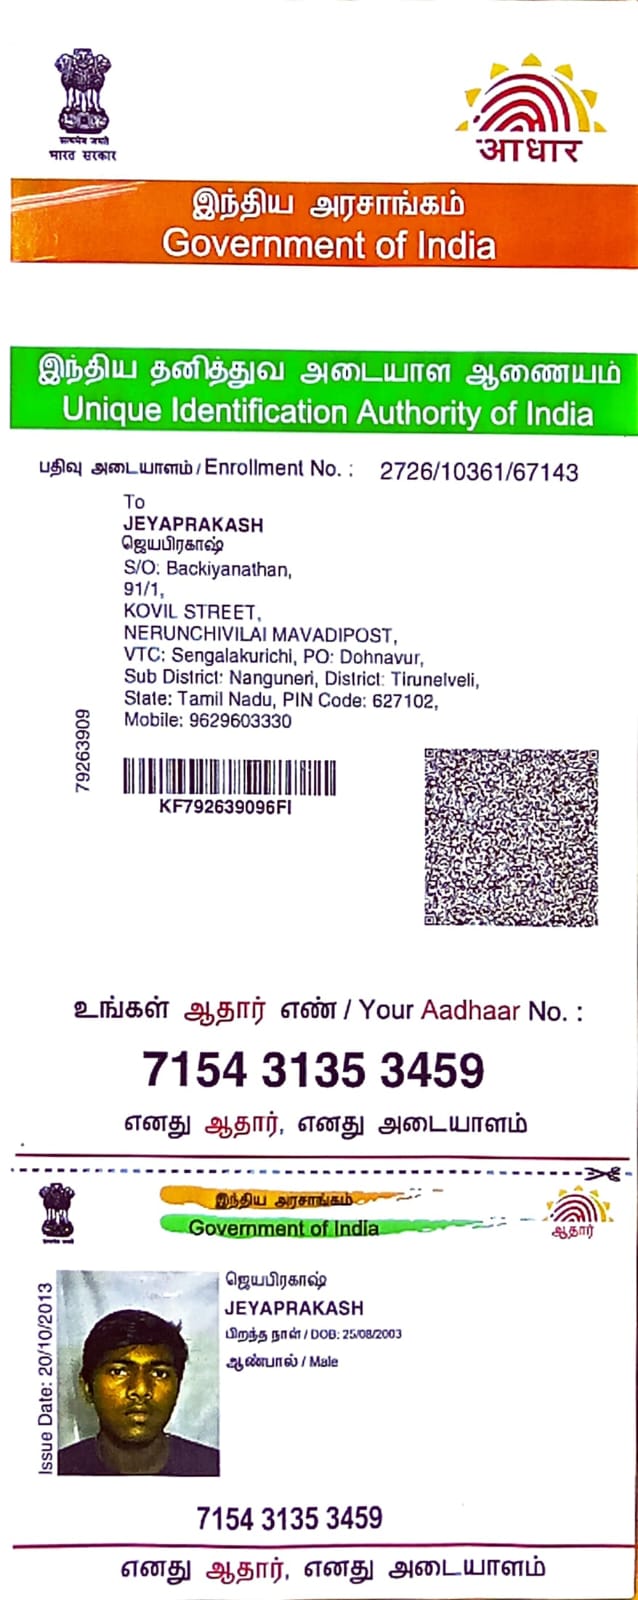 सत्यमेव जयते
भारत सरकार
आधार
இந்திய அரசாங்கம்
Government of India
இந்திய தனித்துவ அடையாள ஆணையம்
Unique Identification Authority of India
பதிவு அடையாளம் / Enrollment No. : 2726/10361/67143
To
JEYAPRAKASH
ஜெயபிரகாஷ்
S/O: Backiyanathan,
91/1,
KOVIL STREET,
NERUNCHIVILAI MAVADIPOST,
VTC: Sengalakurichi, PO: Dohnavur,
Sub District: Nanguneri, District: Tirunelveli,
State: Tamil Nadu, PIN Code: 627102,
Mobile: 9629603330
79263909
KF792639096FI
உங்கள் ஆதார் எண் / Your Aadhaar No. :
7154 3135 3459
எனது ஆதார், எனது அடையாளம்
இந்திய அரசாங்கம்
Government of India
ஆதார்
Issue Date: 20/10/2013
ஜெயபிரகாஷ்
JEYAPRAKASH
பிறந்த நாள் / DOB: 25/08/2003
ஆண்பால் / Male
7154 3135 3459
எனது ஆதார், எனது அடையாளம்